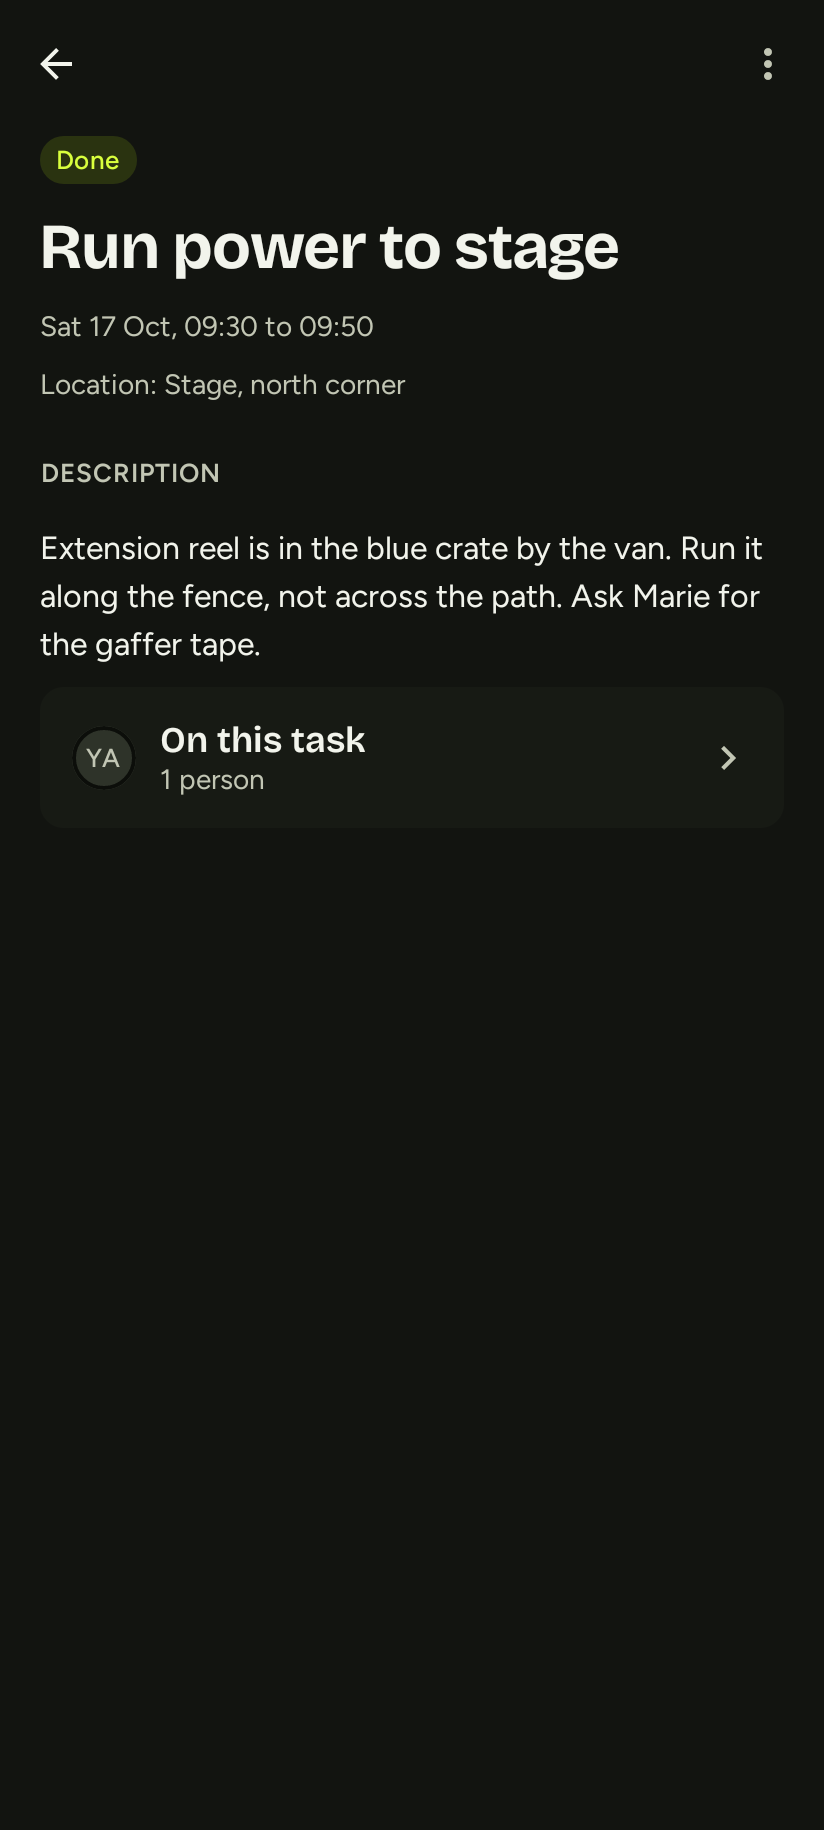 Done
Run power to stage
Sat 17 Oct, 09:30 to 09:50
Location: Stage, north corner
DESCRIPTION
Extension reel is in the blue crate by the van. Run it
along the fence, not across the path. Ask Marie for
the gaffer tape.
YA
On this task
1 person